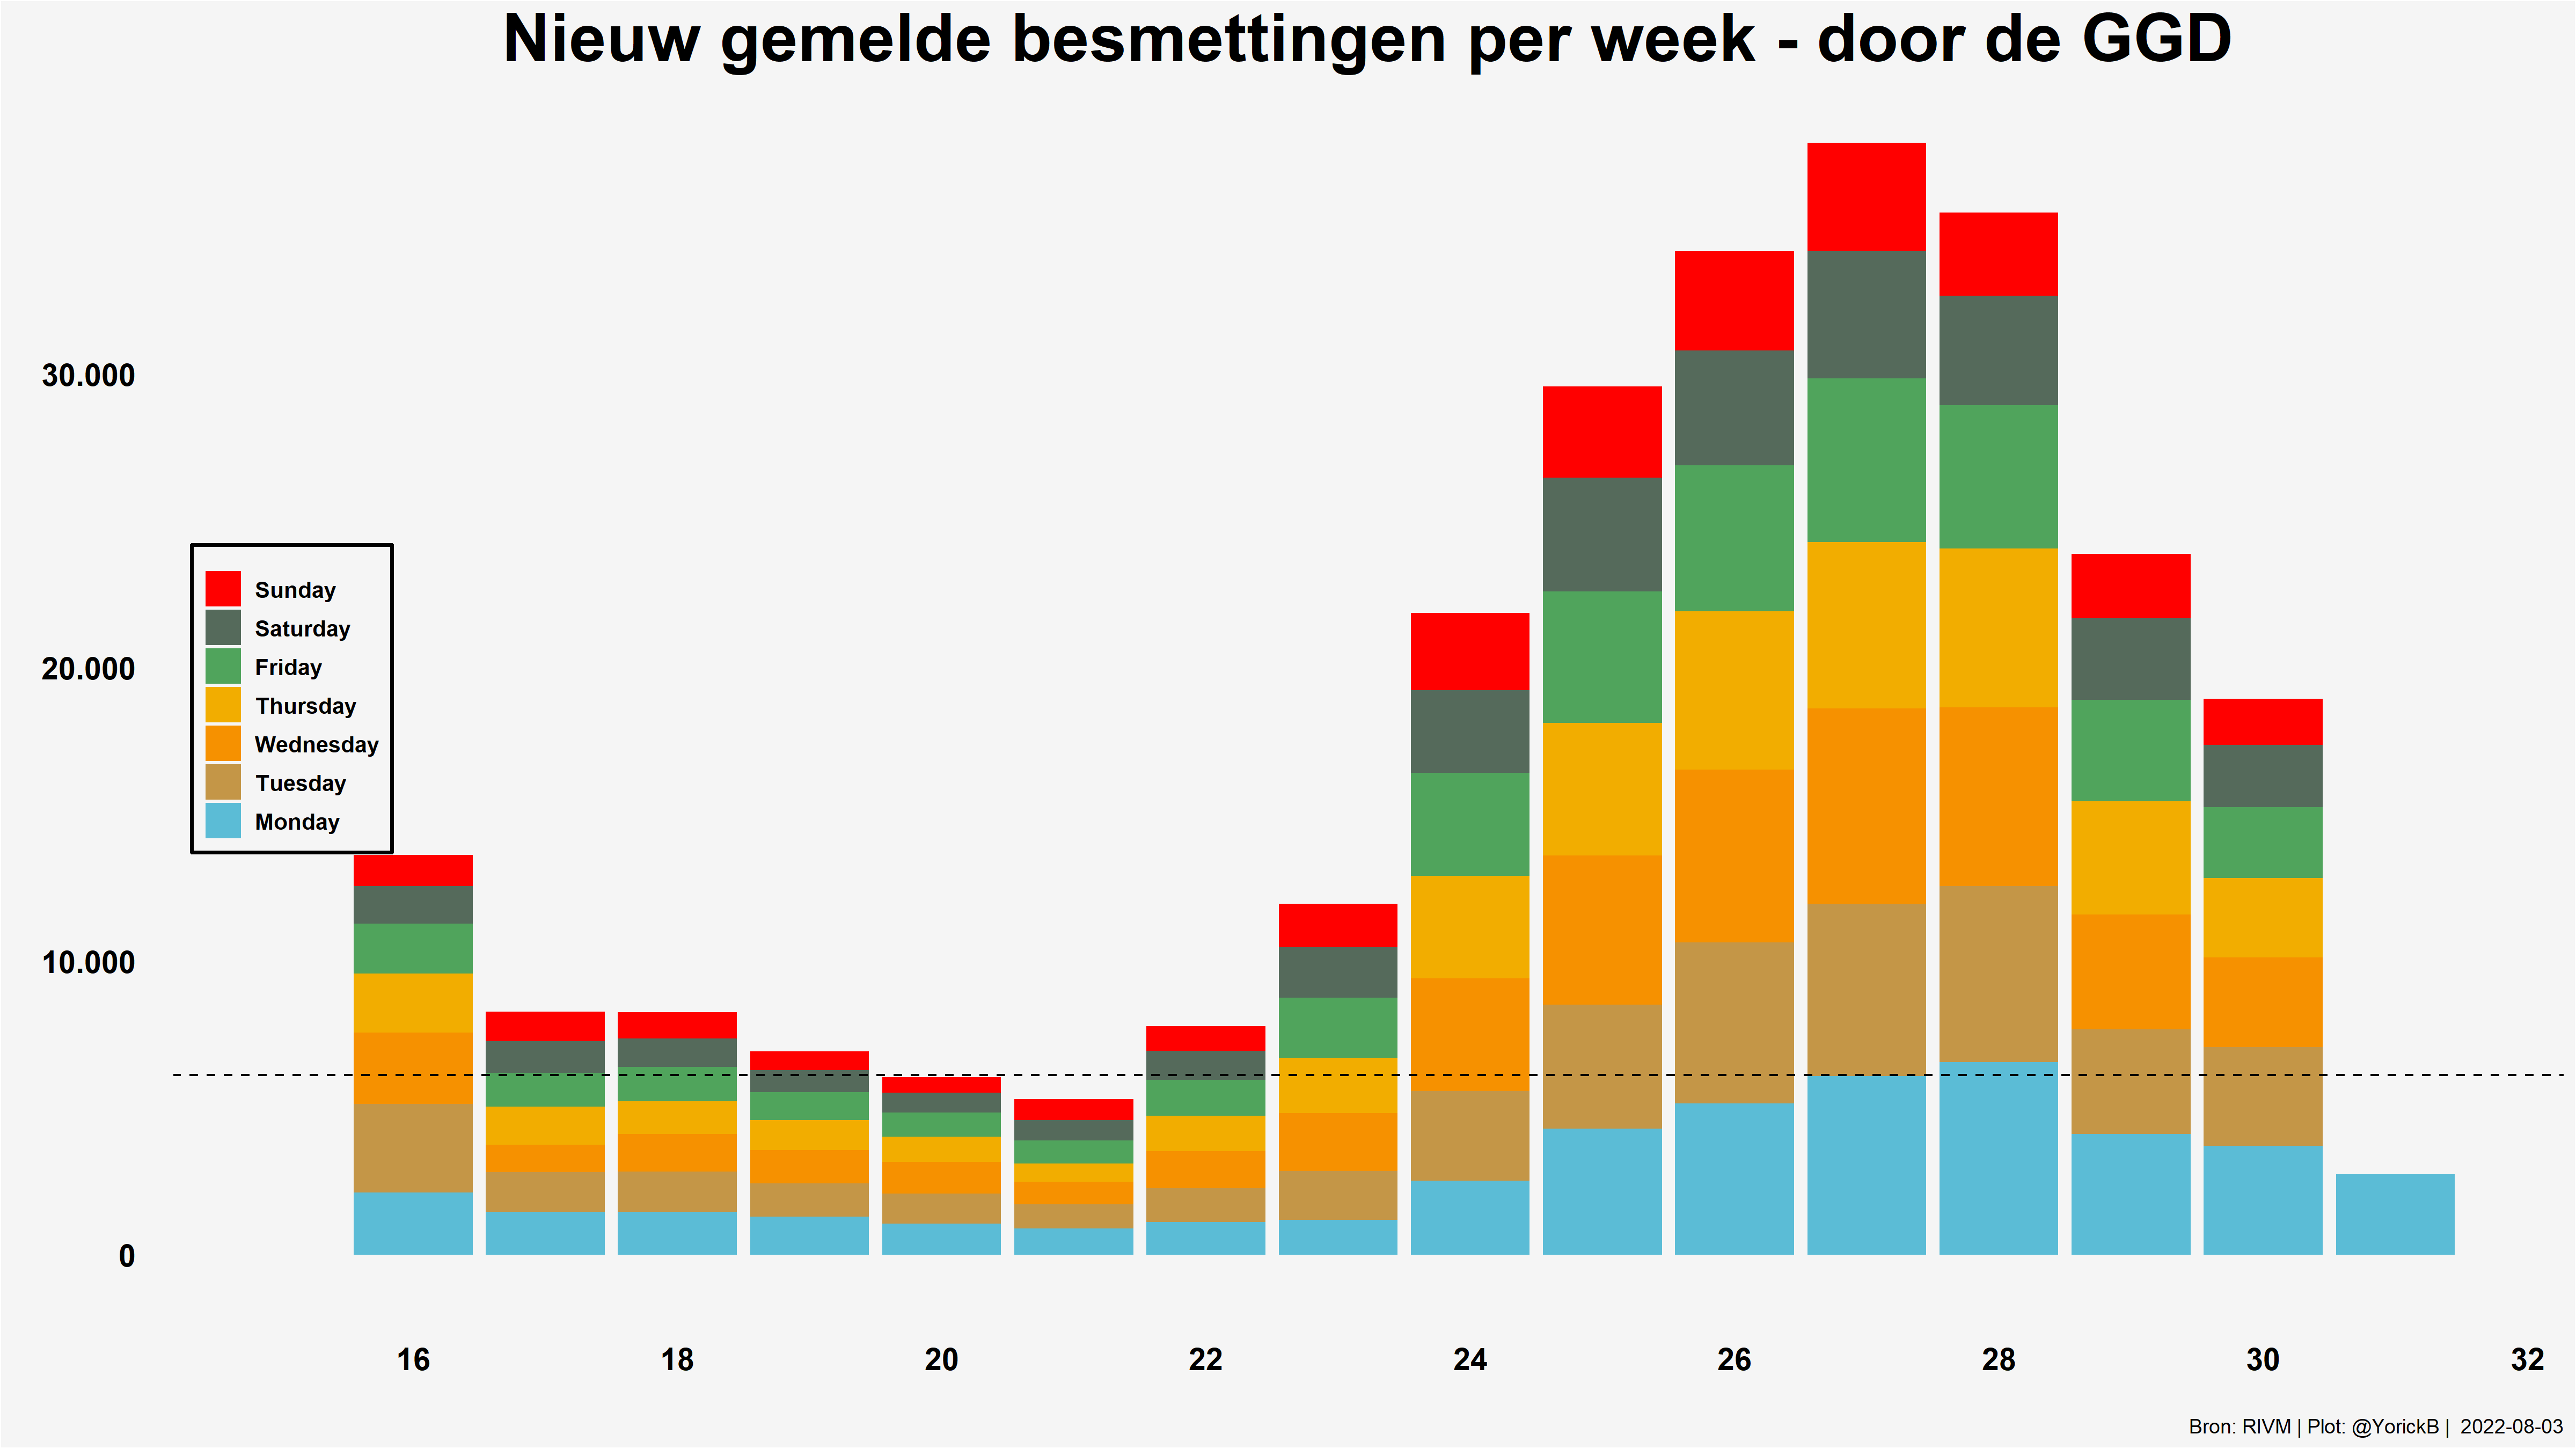 Nieuw gemelde besmettingen per week - door de GGD
30.000
20.000
10.000
0
Sunday
Saturday
Friday
Thursday
Wednesday
Tuesday
Monday
16 18 20 22 24 26 28 30 32
Bron: RIVM | Plot: @YorickB | 2022-08-03